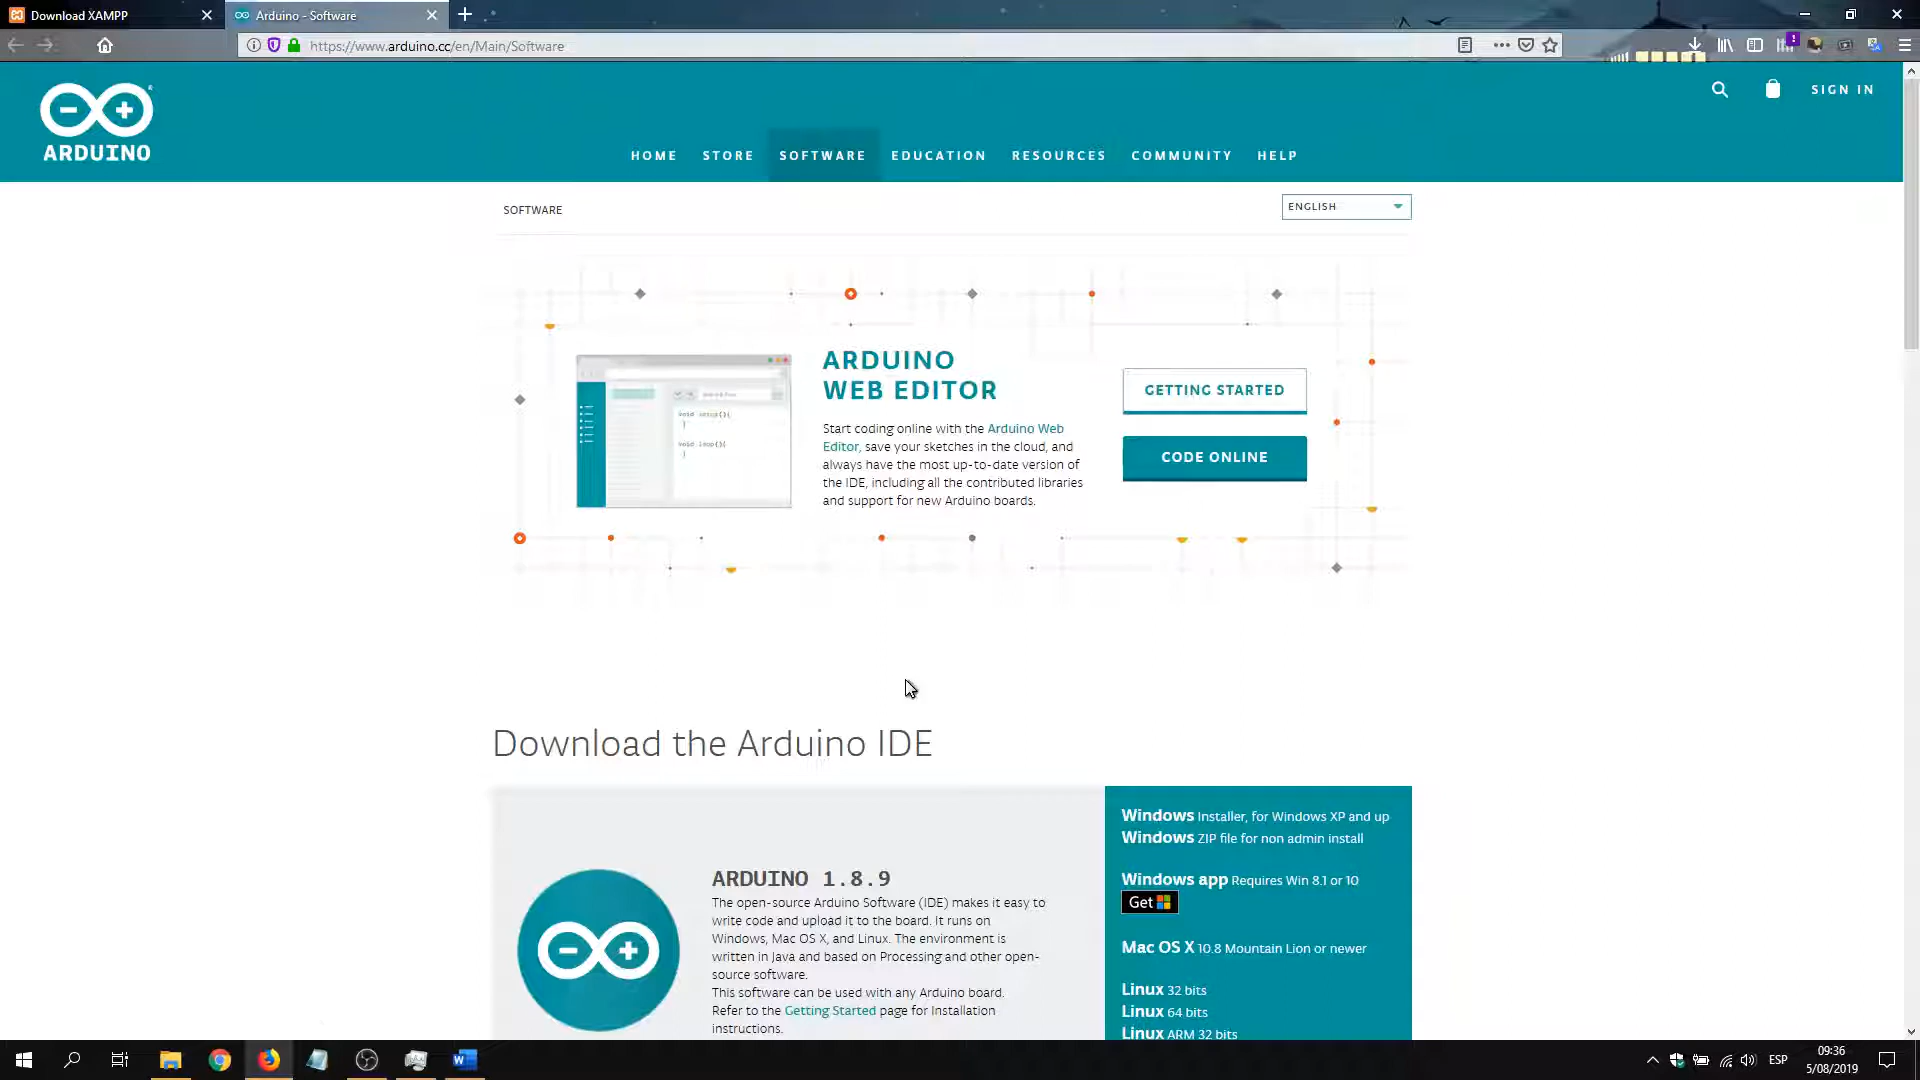 Download XAMPP
Arduino - Software
https://www.arduino.cc/en/Main/Software
ARDUINO
SIGN IN
HOME
STORE
SOFTWARE
EDUCATION
RESOURCES
COMMUNITY
HELP
SOFTWARE
ENGLISH
void setup(){
}
void loop(){
}
ARDUINO
WEB EDITOR
Start coding online with the Arduino Web
Editor, save your sketches in the cloud, and
always have the most up-to-date version of
the IDE, including all the contributed libraries
and support for new Arduino boards.
GETTING STARTED
CODE ONLINE
Download the Arduino IDE
ARDUINO 1.8.9
The open-source Arduino Software (IDE) makes it easy to
write code and upload it to the board. It runs on
Windows, Mac OS X, and Linux. The environment is
written in Java and based on Processing and other open-
source software.
This software can be used with any Arduino board.
Refer to the Getting Started page for Installation
instructions.
Windows Installer, for Windows XP and up
Windows ZIP file for non admin install
Windows app Requires Win 8.1 or 10
Get
Mac OS X 10.8 Mountain Lion or newer
Linux 32 bits
Linux 64 bits
Linux ARM 32 bits
ESP
09:36
5/08/2019